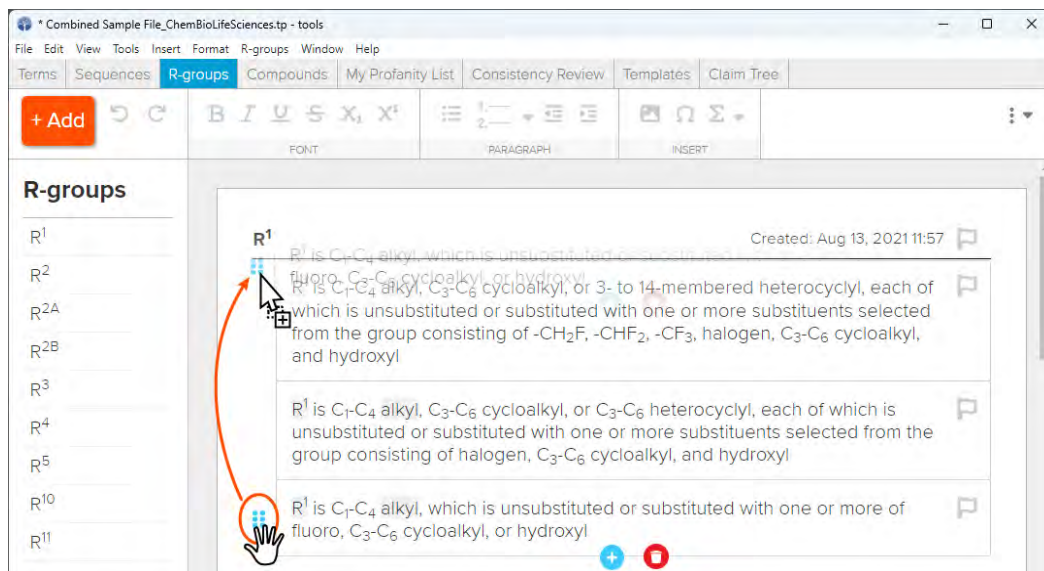 * Combined Sample File_ChemBioLifeSciences.tp - tools
File Edit View Tools Insert Format R-groups Window Help
Terms Sequences R-groups Compounds My Profanity List Consistency Review Templates Claim Tree
+ Add B I U S X₁ X² 1. 2. Ω Σ
FONT PARAGRAPH INSERT
R-groups
R¹
R²
R²ᴬ
R²ᴮ
R³
R⁴
R⁵
R¹⁰
R¹¹
R¹ Created: Aug 13, 2021 11:57
R¹ is C₁-C₄ alkyl, which is unsubstituted or substituted
fluoro, C₃-C₆ cycloalkyl, or hydroxyl
R¹ is C₁-C₄ alkyl, C₃-C₆ cycloalkyl, or 3- to 14-membered heterocyclyl, each of
which is unsubstituted or substituted with one or more substituents selected
from the group consisting of -CH₂F, -CHF₂, -CF₃, halogen, C₃-C₆ cycloalkyl,
and hydroxyl
R¹ is C₁-C₄ alkyl, C₃-C₆ cycloalkyl, or C₃-C₆ heterocyclyl, each of which is
unsubstituted or substituted with one or more substituents selected from the
group consisting of halogen, C₃-C₆ cycloalkyl, and hydroxyl
R¹ is C₁-C₄ alkyl, which is unsubstituted or substituted with one or more of
fluoro, C₃-C₆ cycloalkyl, or hydroxyl